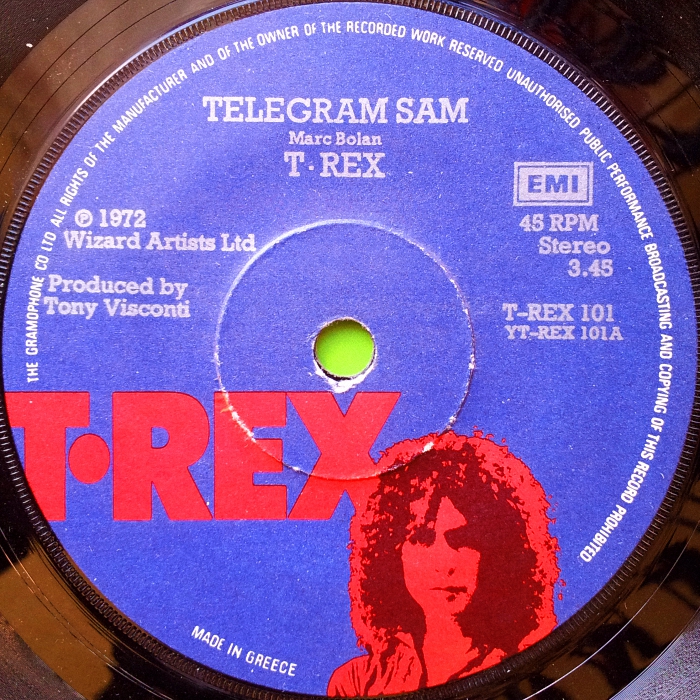 THE GRAMOPHONE CO LTD ALL RIGHTS OF THE MANUFACTURER AND OF THE OWNER OF THE RECORDED WORK RESERVED UNAUTHORISED PUBLIC PERFORMANCE BROADCASTING AND COPYING OF THIS RECORD PROHIBITED
TELEGRAM SAM
Marc Bolan
T·REX
EMI
℗ 1972
Wizard Artists Ltd
45 RPM
Stereo
3.45
Produced by
Tony Visconti
T-REX 101
YT-REX 101A
T·REX
MADE IN GREECE